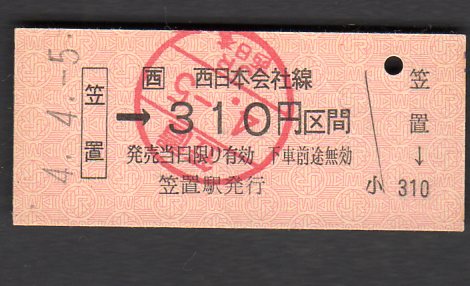 4.-4.-5
笠置
西 西日本会社線
→310円区間
発売当日限り有効 下車前途無効
笠置駅発行
笠置
↓
小 310